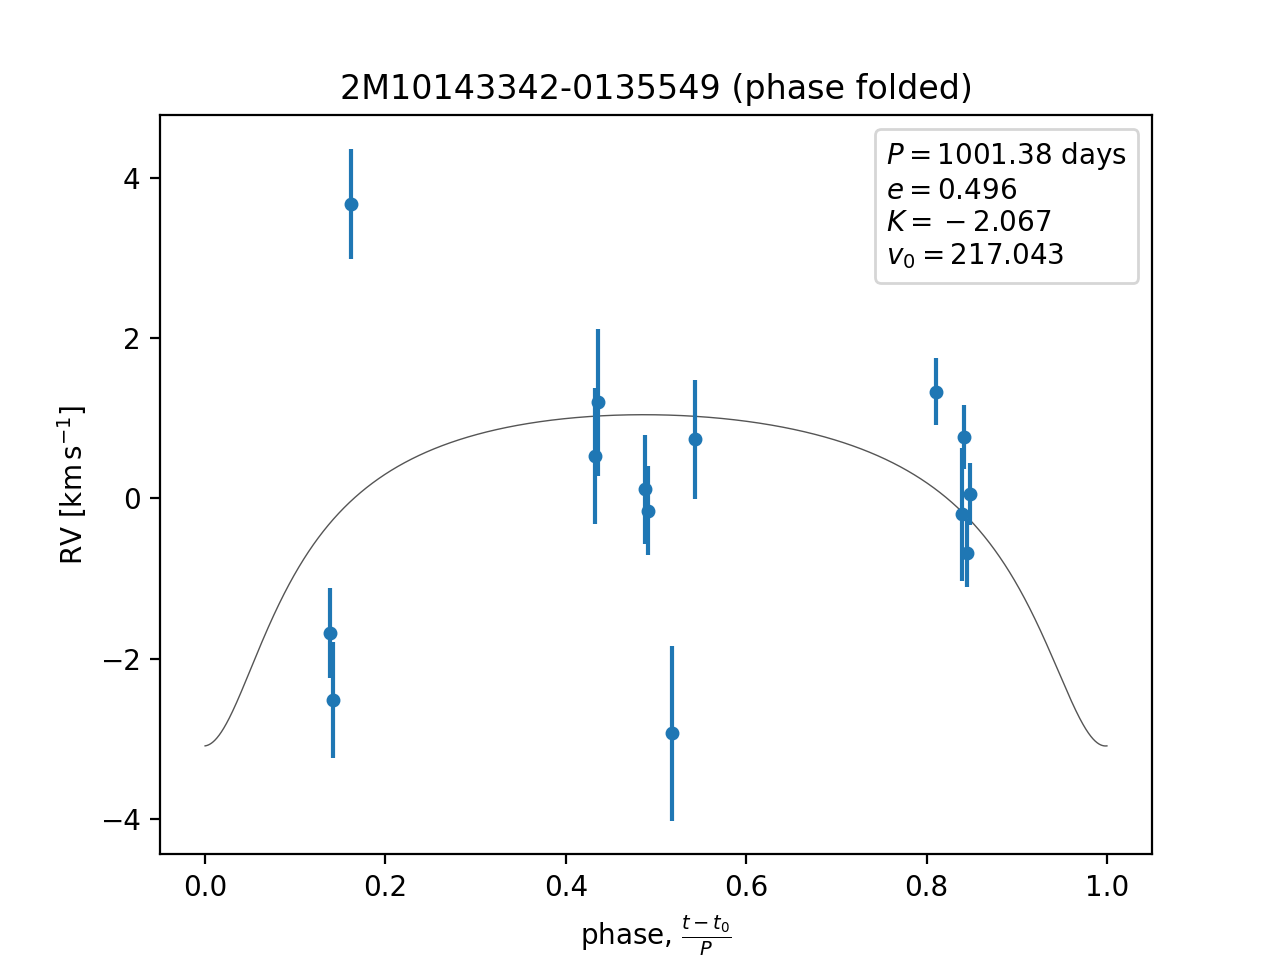 2M10143342-0135549 (phase folded)
P = 1001.38 days
e = 0.496
K = −2.067
v₀ = 217.043
4
2
0
−2
−4
RV [km s⁻¹]
0.0 0.2 0.4 0.6 0.8 1.0
phase, (t − t₀)/P